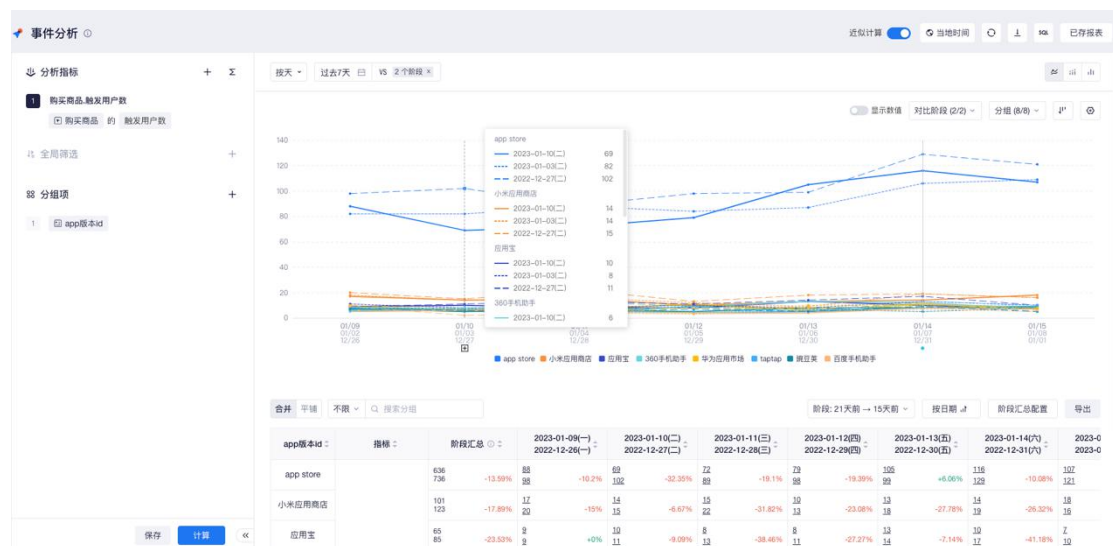 事件分析
近似计算 当地时间 SQL 已存报表
分析指标
1 购买商品.触发用户数
购买商品 的 触发用户数
全局筛选
分组项
1 app版本id
保存 计算
按天 过去7天 VS 2 个阶段 ×
显示数值 对比阶段 (2/2) 分组 (8/8)
140
120
100
80
60
40
20
0
app store
2023-01-10(二) 69
2023-01-03(二) 82
2022-12-27(二) 102
小米应用商店
2023-01-10(二) 14
2023-01-03(二) 14
2022-12-27(二) 15
应用宝
2023-01-10(二) 10
2023-01-03(二) 8
2022-12-27(二) 11
360手机助手
2023-01-10(二) 6
01/09 01/10 01/12 01/13 01/14 01/15
01/02 01/03 01/04 01/05 01/06 01/07 01/08
12/26 12/27 12/28 12/29 12/30 12/31 01/01
app store 小米应用商店 应用宝 360手机助手 华为应用市场 taptap 豌豆荚 百度手机助手
合并 平铺 不限 搜索分组 阶段: 21天前 → 15天前 按日期 阶段汇总配置 导出
app版本id 指标 阶段汇总 2023-01-09(一) 2023-01-10(二) 2023-01-11(三) 2023-01-12(四) 2023-01-13(五) 2023-01-14(六) 2023-0
2022-12-26(一) 2022-12-27(二) 2022-12-28(三) 2022-12-29(四) 2022-12-30(五) 2022-12-31(六) 2023-0
app store
636 88 69 72 79 105 116 107
736 -13.59% 98 -10.2% 102 -32.35% 89 -19.1% 98 -19.39% 99 +6.06% 129 -10.08% 121
小米应用商店
101 17 14 15 10 13 14 18
123 -17.89% 20 -15% 15 -6.67% 22 -31.82% 13 -23.08% 18 -27.78% 19 -26.32% 16
应用宝
65 9 10 8 8 13 10 7
85 -23.53% 9 +0% 11 -9.09% 13 -38.46% 11 -27.27% 14 -7.14% 17 -41.18% 10